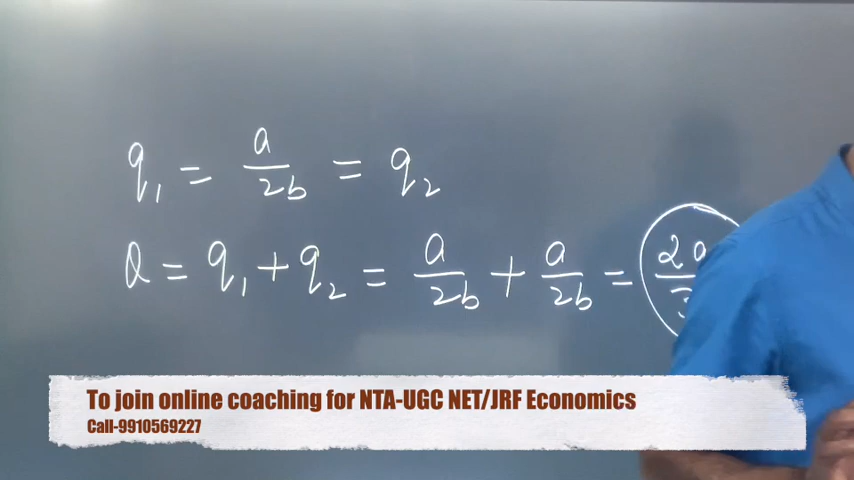 q₁ = a/2b = q₂
Q = q₁ + q₂ = a/2b + a/2b = 2a/3
To join online coaching for NTA-UGC NET/JRF Economics
Call-9910569227